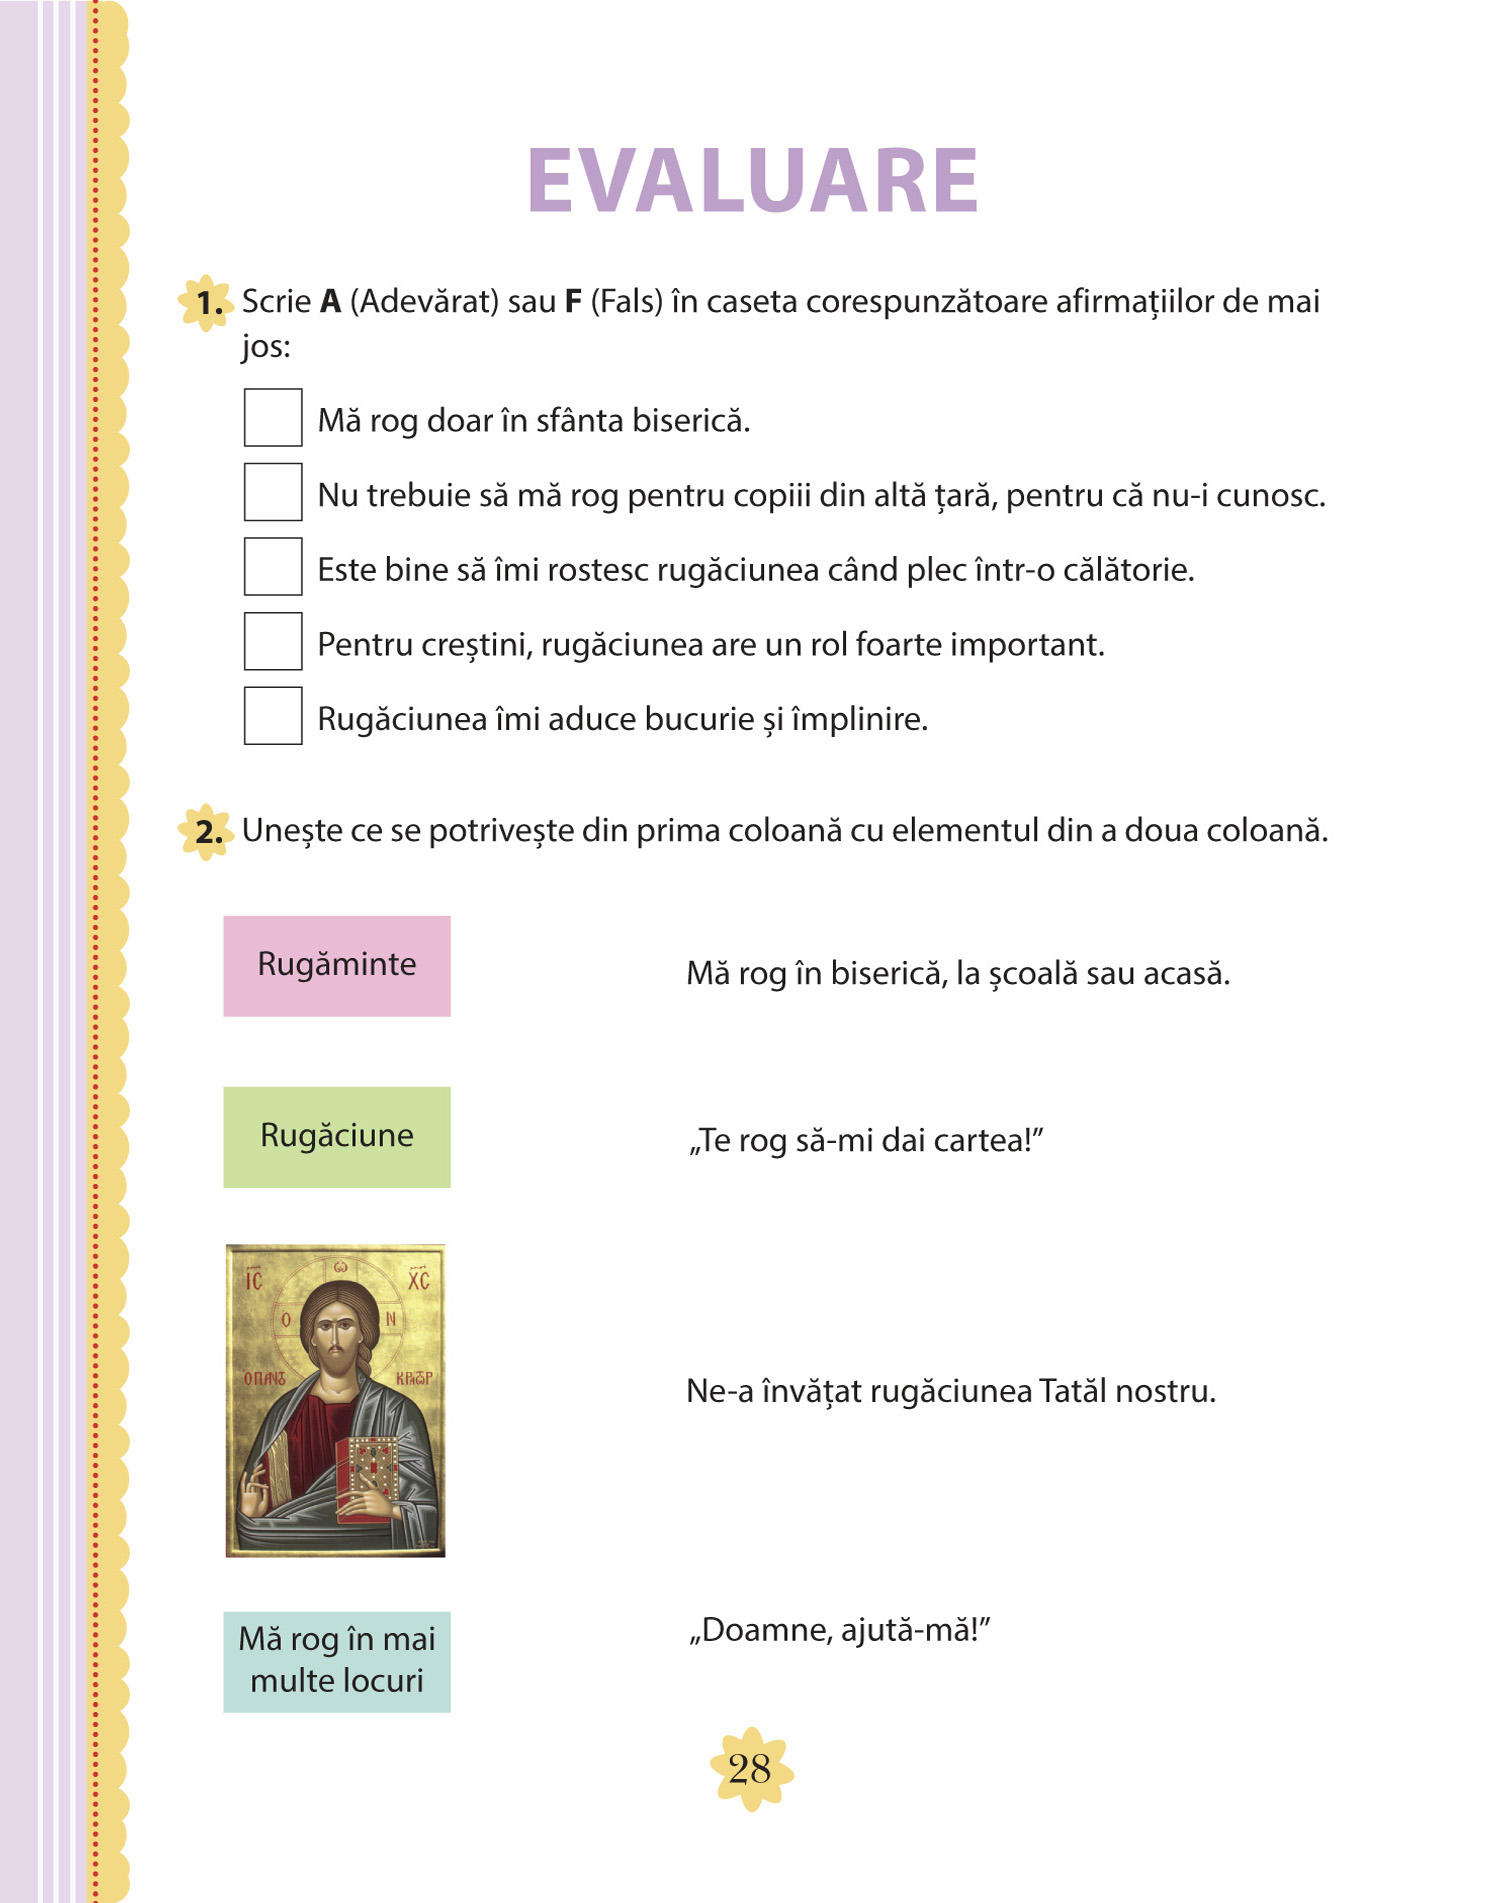 EVALUARE
1. Scrie A (Adevărat) sau F (Fals) în caseta corespunzătoare afirmațiilor de mai
jos:
Mă rog doar în sfânta biserică.
Nu trebuie să mă rog pentru copiii din altă țară, pentru că nu-i cunosc.
Este bine să îmi rostesc rugăciunea când plec într-o călătorie.
Pentru creștini, rugăciunea are un rol foarte important.
Rugăciunea îmi aduce bucurie și împlinire.
2. Unește ce se potrivește din prima coloană cu elementul din a doua coloană.
Rugăminte
Mă rog în biserică, la școală sau acasă.
Rugăciune
„Te rog să-mi dai cartea!”
IC XC
Ο Ω Ν
Ne-a învățat rugăciunea Tatăl nostru.
Mă rog în mai
multe locuri
„Doamne, ajută-mă!”
28